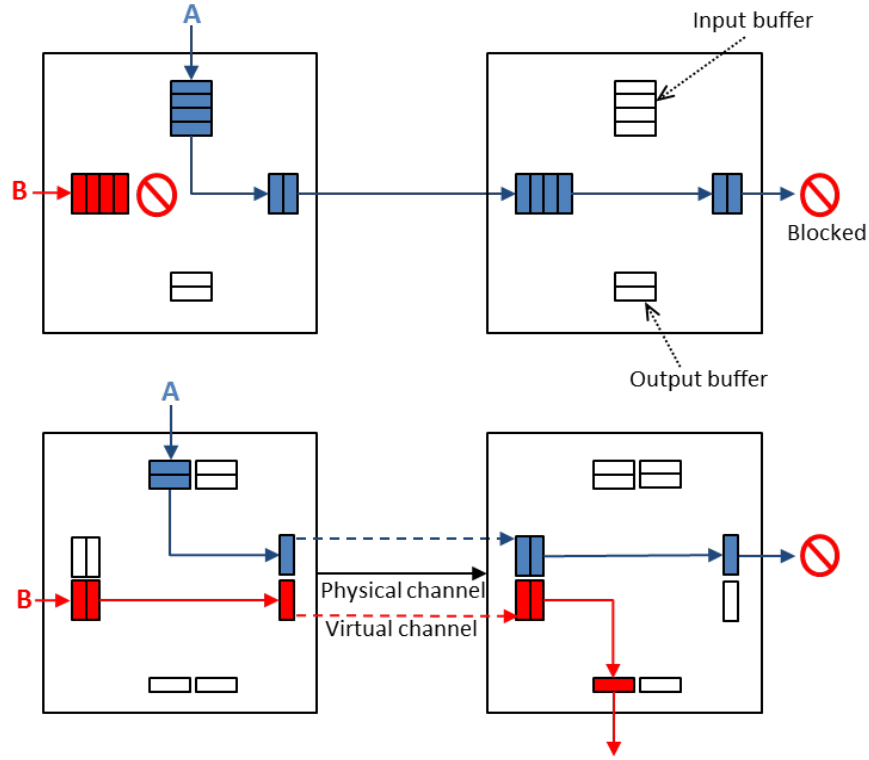 A
Input buffer
B
Blocked
Output buffer
A
Physical channel
B
Virtual channel